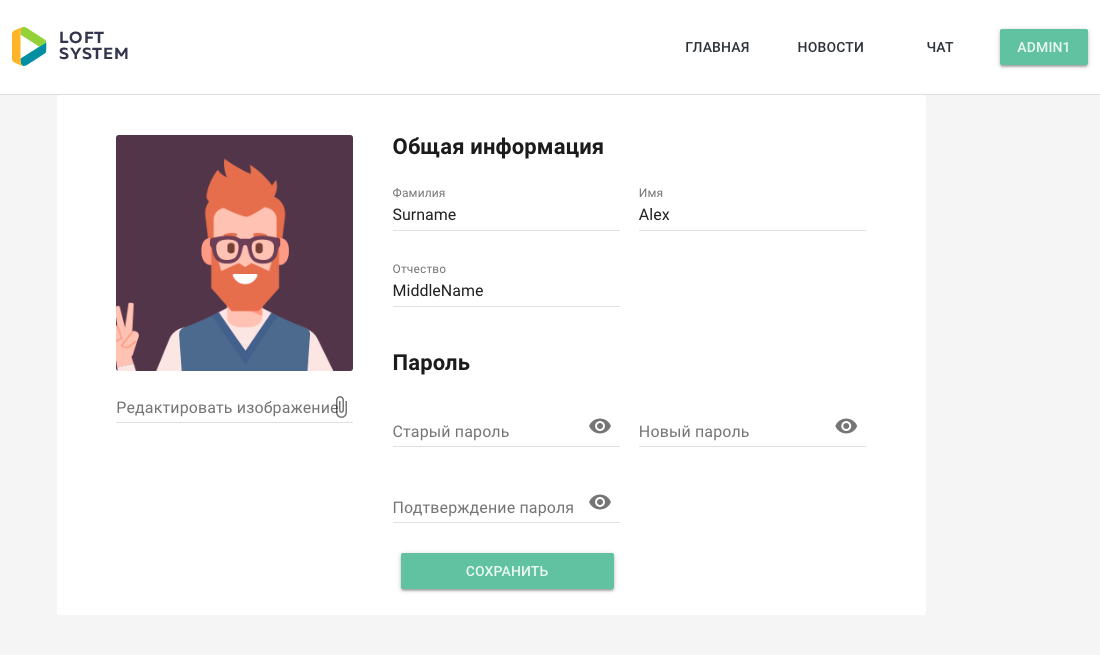 LOFT
SYSTEM
ГЛАВНАЯ
НОВОСТИ
ЧАТ
ADMIN1
Общая информация
Фамилия
Surname
Имя
Alex
Отчество
MiddleName
Редактировать изображение
Пароль
Старый пароль
Новый пароль
Подтверждение пароля
СОХРАНИТЬ